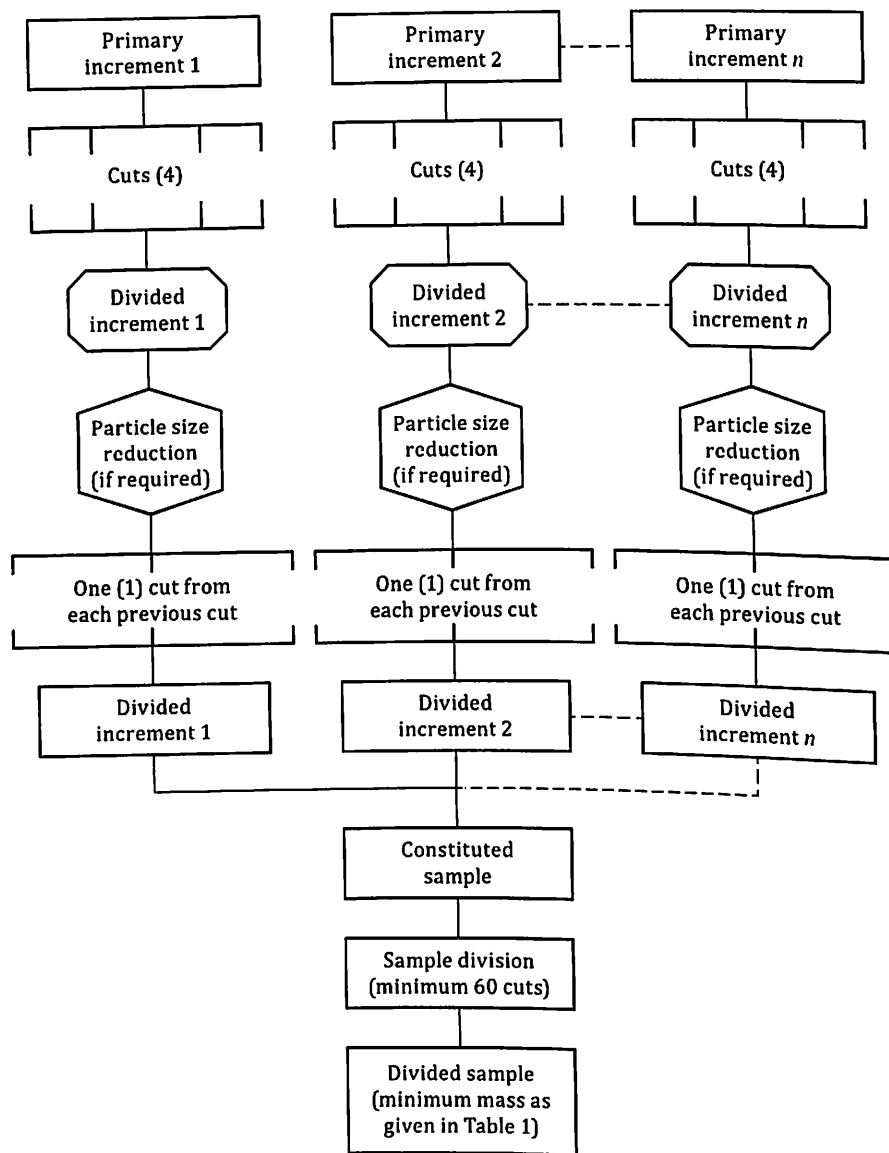 Primary
increment 1
Primary
increment 2
Primary
increment n
Cuts (4)
Cuts (4)
Cuts (4)
Divided
increment 1
Divided
increment 2
Divided
increment n
Particle size
reduction
(if required)
Particle size
reduction
(if required)
Particle size
reduction
(if required)
One (1) cut from
each previous cut
One (1) cut from
each previous cut
One (1) cut from
each previous cut
Divided
increment 1
Divided
increment 2
Divided
increment n
Constituted
sample
Sample division
(minimum 60 cuts)
Divided sample
(minimum mass as
given in Table 1)